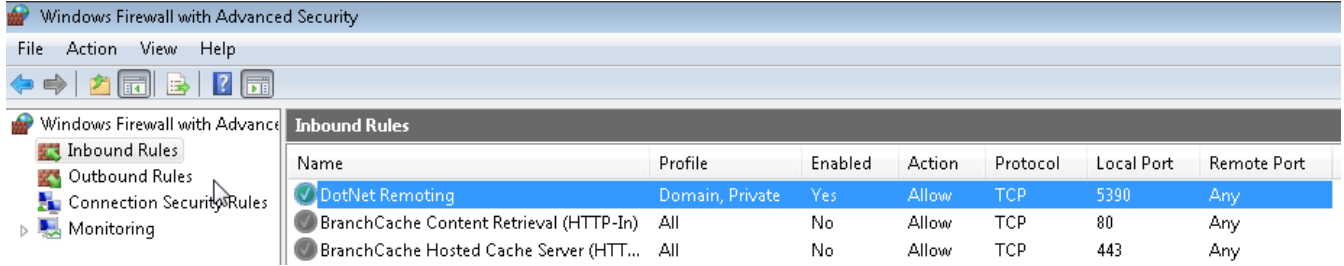 Windows Firewall with Advanced Security
File Action View Help
Windows Firewall with Advance
Inbound Rules
Outbound Rules
Connection Security Rules
Monitoring
Inbound Rules
Name Profile Enabled Action Protocol Local Port Remote Port
DotNet Remoting Domain, Private Yes Allow TCP 5390 Any
BranchCache Content Retrieval (HTTP-In) All No Allow TCP 80 Any
BranchCache Hosted Cache Server (HTT... All No Allow TCP 443 Any